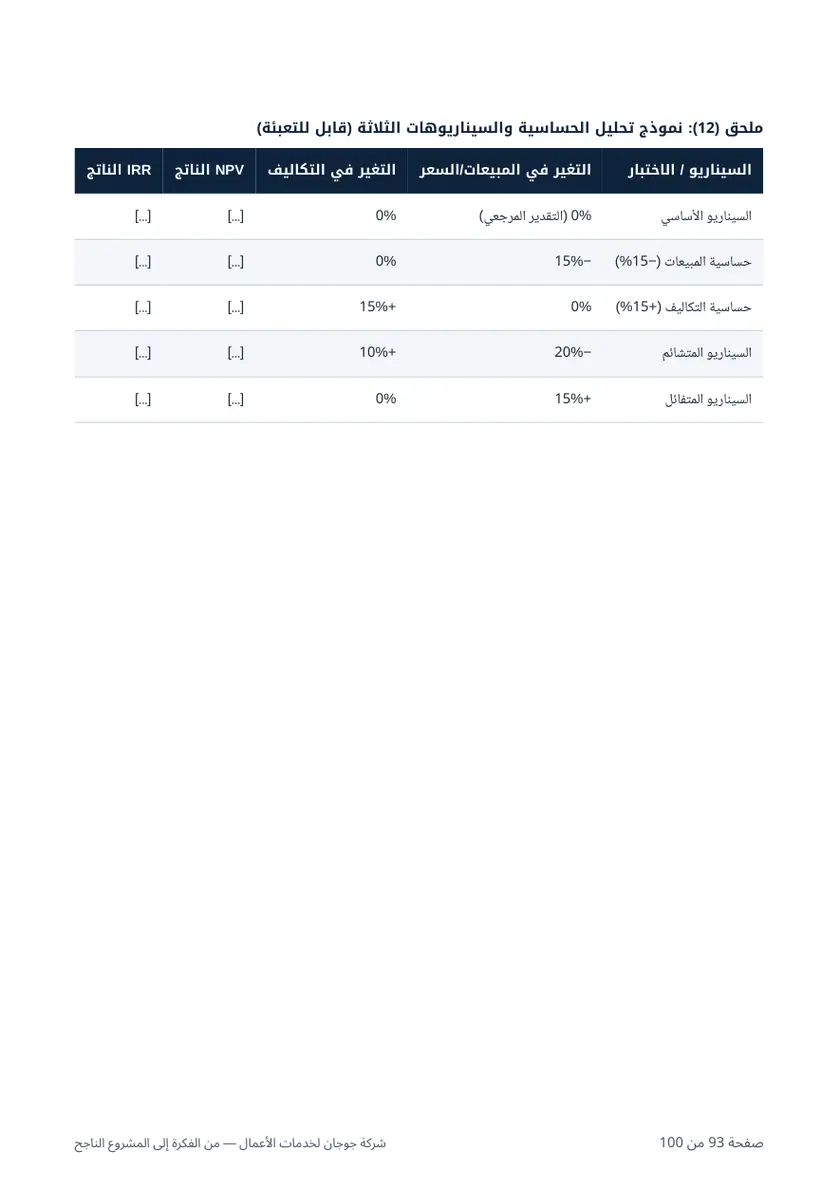 ملحق (12): نموذج تحليل الحساسية والسيناريوهات الثلاثة (قابل للتعبئة)
السيناريو / الاختبار التغير في المبيعات/السعر التغير في التكاليف NPV الناتج IRR الناتج
السيناريو الأساسي 0% (التقدير المرجعي) 0% [...] [...]
حساسية المبيعات (−15%) −15% 0% [...] [...]
حساسية التكاليف (+15%) 0% +15% [...] [...]
السيناريو المتشائم −20% +10% [...] [...]
السيناريو المتفائل +15% 0% [...] [...]
صفحة 93 من 100 شركة جوجان لخدمات الأعمال — من الفكرة إلى المشروع الناجح